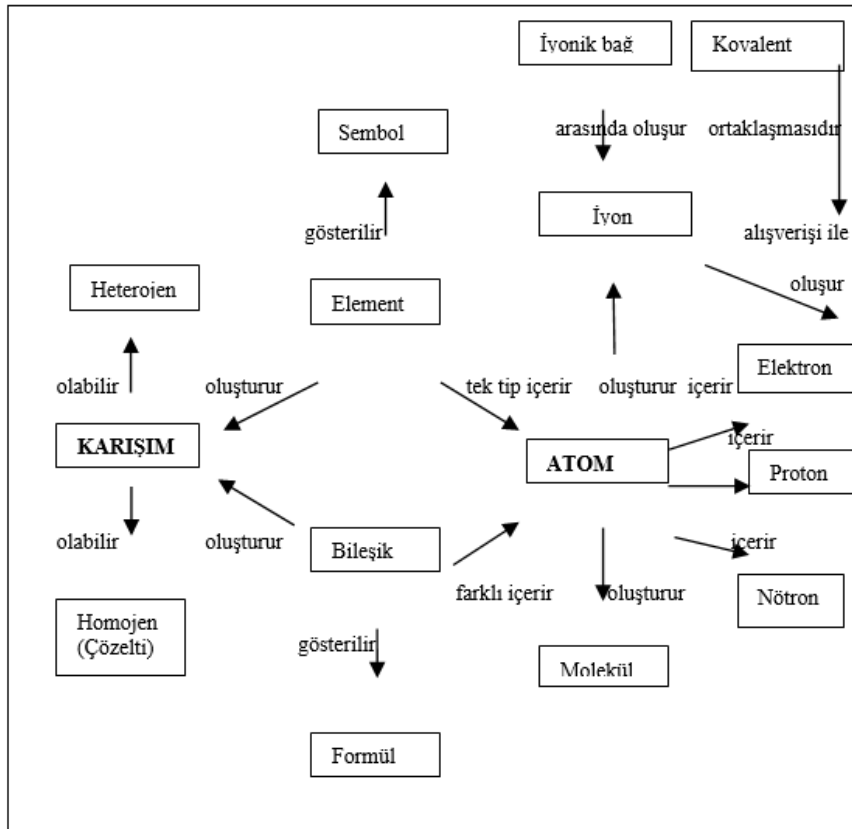 İyonik bağ
Kovalent
Sembol
arasında oluşur
ortaklaşmasıdır
İyon
gösterilir
alışverişi ile
Heterojen
Element
oluşur
Elektron
olabilir
oluşturur
tek tip içerir
oluşturur
içerir
KARIŞIM
ATOM
içerir
Proton
olabilir
oluşturur
Bileşik
içerir
farklı içerir
oluşturur
Nötron
Homojen
(Çözelti)
gösterilir
Molekül
Formül